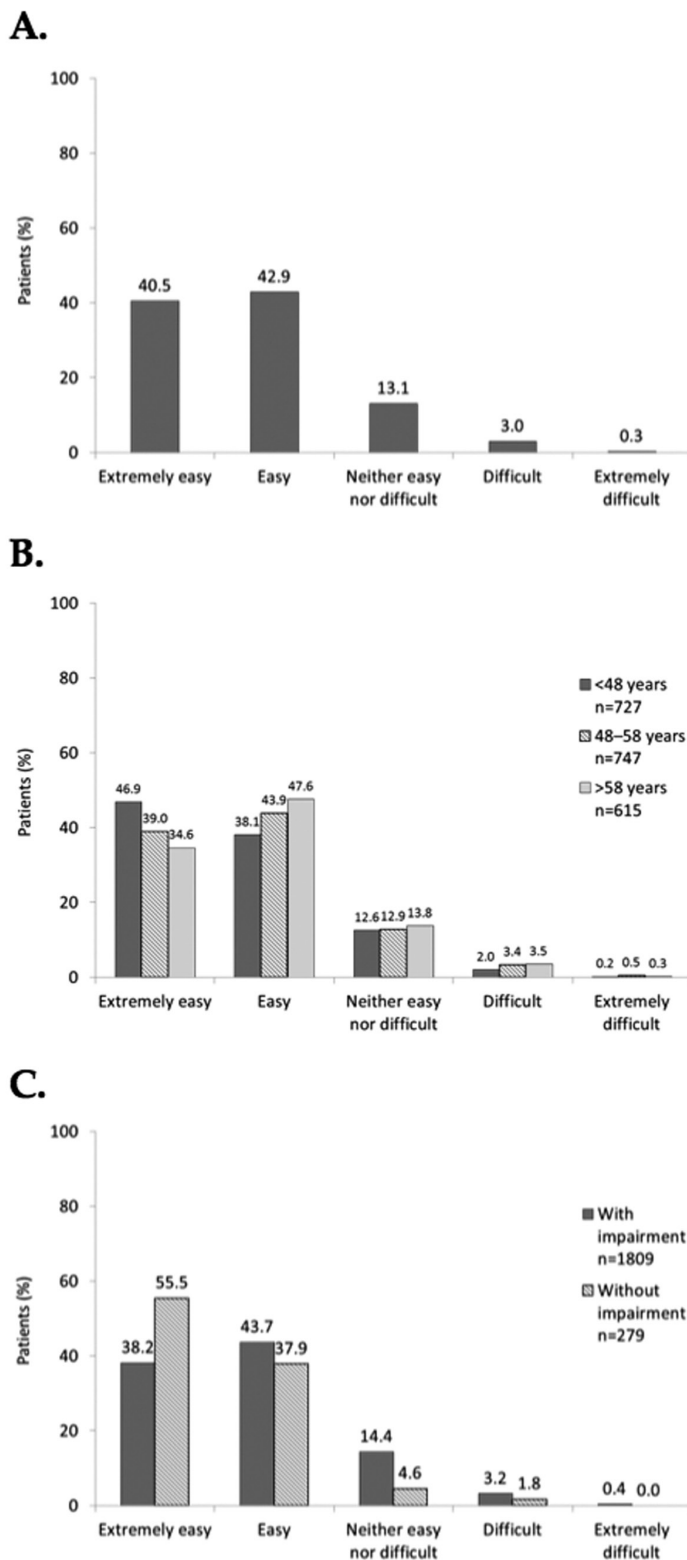 A.
100
80
60
40
20
0
Patients (%)
40.5
42.9
13.1
3.0
0.3
Extremely easy
Easy
Neither easy
nor difficult
Difficult
Extremely
difficult
B.
100
80
60
40
20
0
Patients (%)
<48 years
n=727
48–58 years
n=747
>58 years
n=615
46.9
39.0
34.6
38.1
43.9
47.6
12.6
12.9
13.8
2.0
3.4
3.5
0.2
0.5
0.3
Extremely easy
Easy
Neither easy
nor difficult
Difficult
Extremely
difficult
C.
100
80
60
40
20
0
Patients (%)
With
impairment
n=1809
Without
impairment
n=279
38.2
55.5
43.7
37.9
14.4
4.6
3.2
1.8
0.4
0.0
Extremely easy
Easy
Neither easy
nor difficult
Difficult
Extremely
difficult